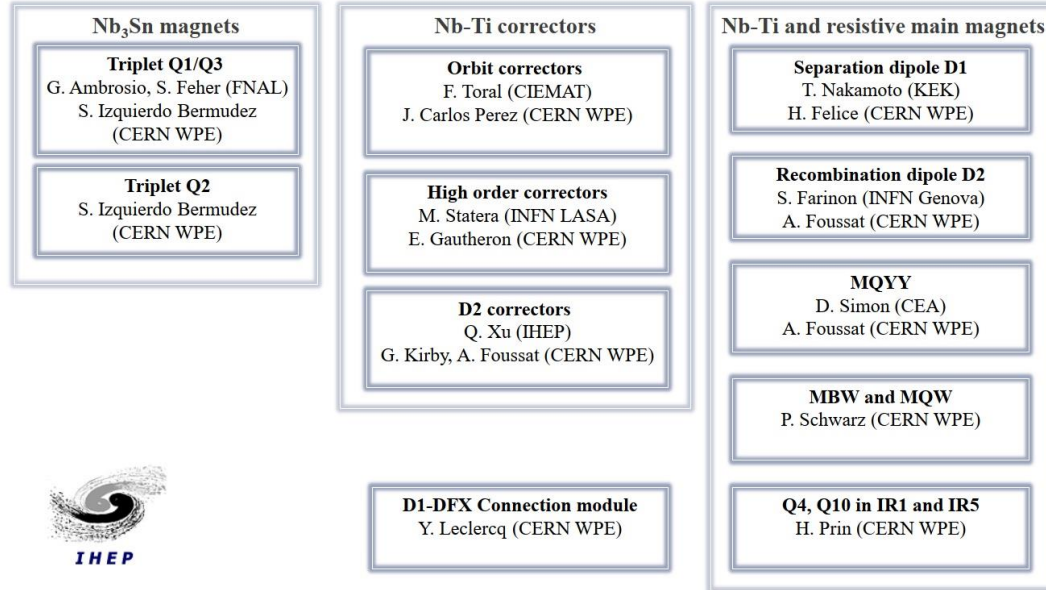 Nb₃Sn magnets
Triplet Q1/Q3
G. Ambrosio, S. Feher (FNAL)
S. Izquierdo Bermudez
(CERN WPE)
Triplet Q2
S. Izquierdo Bermudez
(CERN WPE)
Nb-Ti correctors
Orbit correctors
F. Toral (CIEMAT)
J. Carlos Perez (CERN WPE)
High order correctors
M. Statera (INFN LASA)
E. Gautheron (CERN WPE)
D2 correctors
Q. Xu (IHEP)
G. Kirby, A. Foussat (CERN WPE)
D1-DFX Connection module
Y. Leclercq (CERN WPE)
Nb-Ti and resistive main magnets
Separation dipole D1
T. Nakamoto (KEK)
H. Felice (CERN WPE)
Recombination dipole D2
S. Farinon (INFN Genova)
A. Foussat (CERN WPE)
MQYY
D. Simon (CEA)
A. Foussat (CERN WPE)
MBW and MQW
P. Schwarz (CERN WPE)
Q4, Q10 in IR1 and IR5
H. Prin (CERN WPE)
IHEP